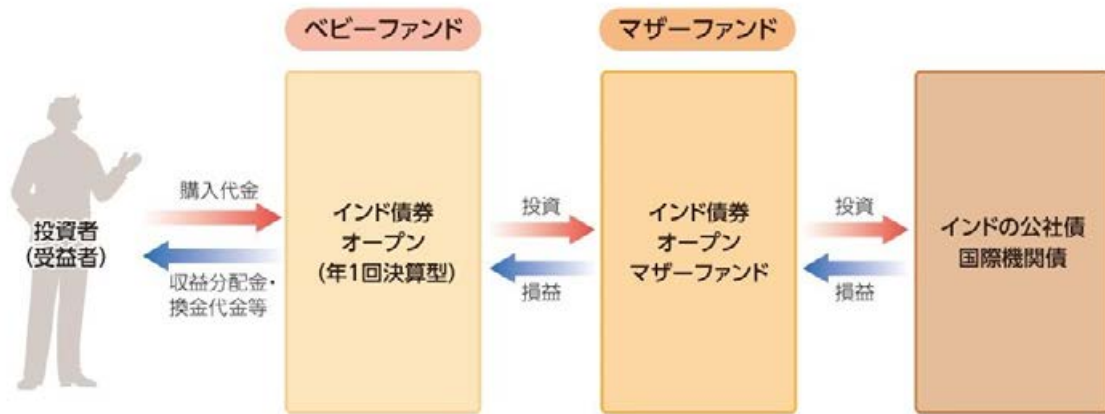 ベビーファンド
マザーファンド
投資者
(受益者)
購入代金
収益分配金・
換金代金等
インド債券
オープン
(年1回決算型)
投資
損益
インド債券
オープン
マザーファンド
投資
損益
インドの公社債
国際機関債